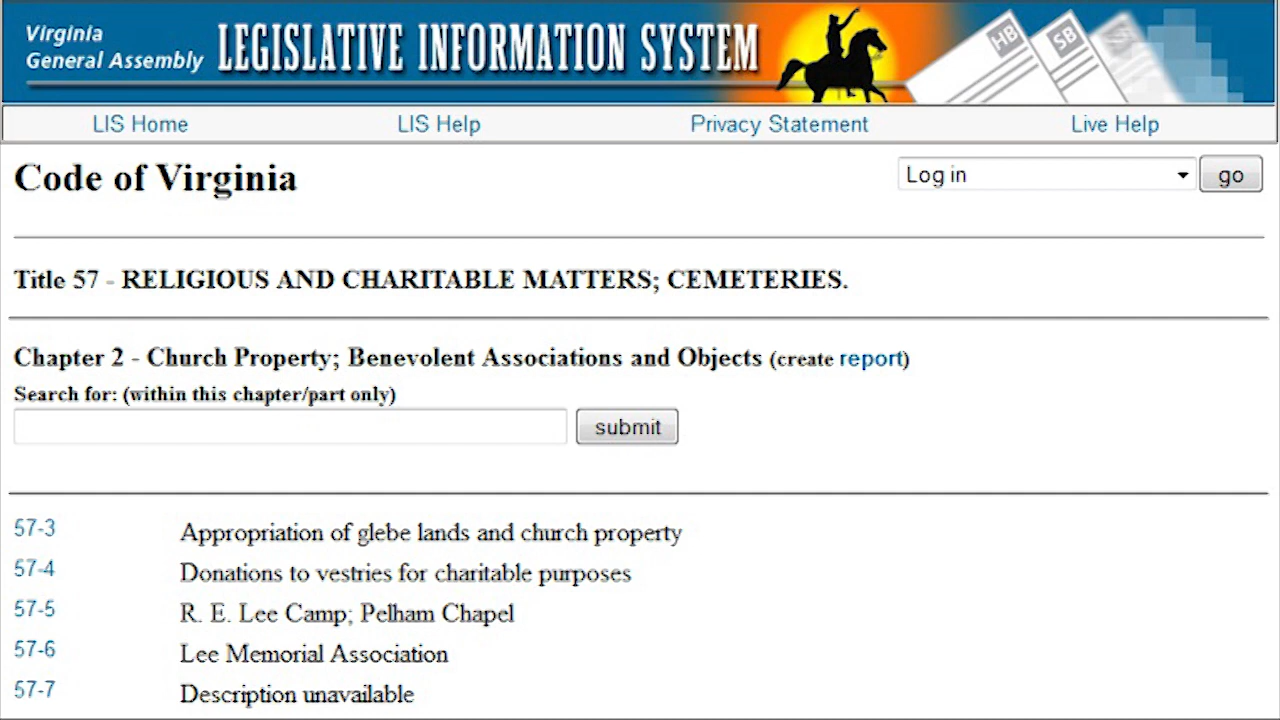 Virginia
General Assembly LEGISLATIVE INFORMATION SYSTEM
HB SB
LIS Home LIS Help Privacy Statement Live Help
Code of Virginia Log in go
Title 57 - RELIGIOUS AND CHARITABLE MATTERS; CEMETERIES.
Chapter 2 - Church Property; Benevolent Associations and Objects (create report)
Search for: (within this chapter/part only)
submit
57-3 Appropriation of glebe lands and church property
57-4 Donations to vestries for charitable purposes
57-5 R. E. Lee Camp; Pelham Chapel
57-6 Lee Memorial Association
57-7 Description unavailable